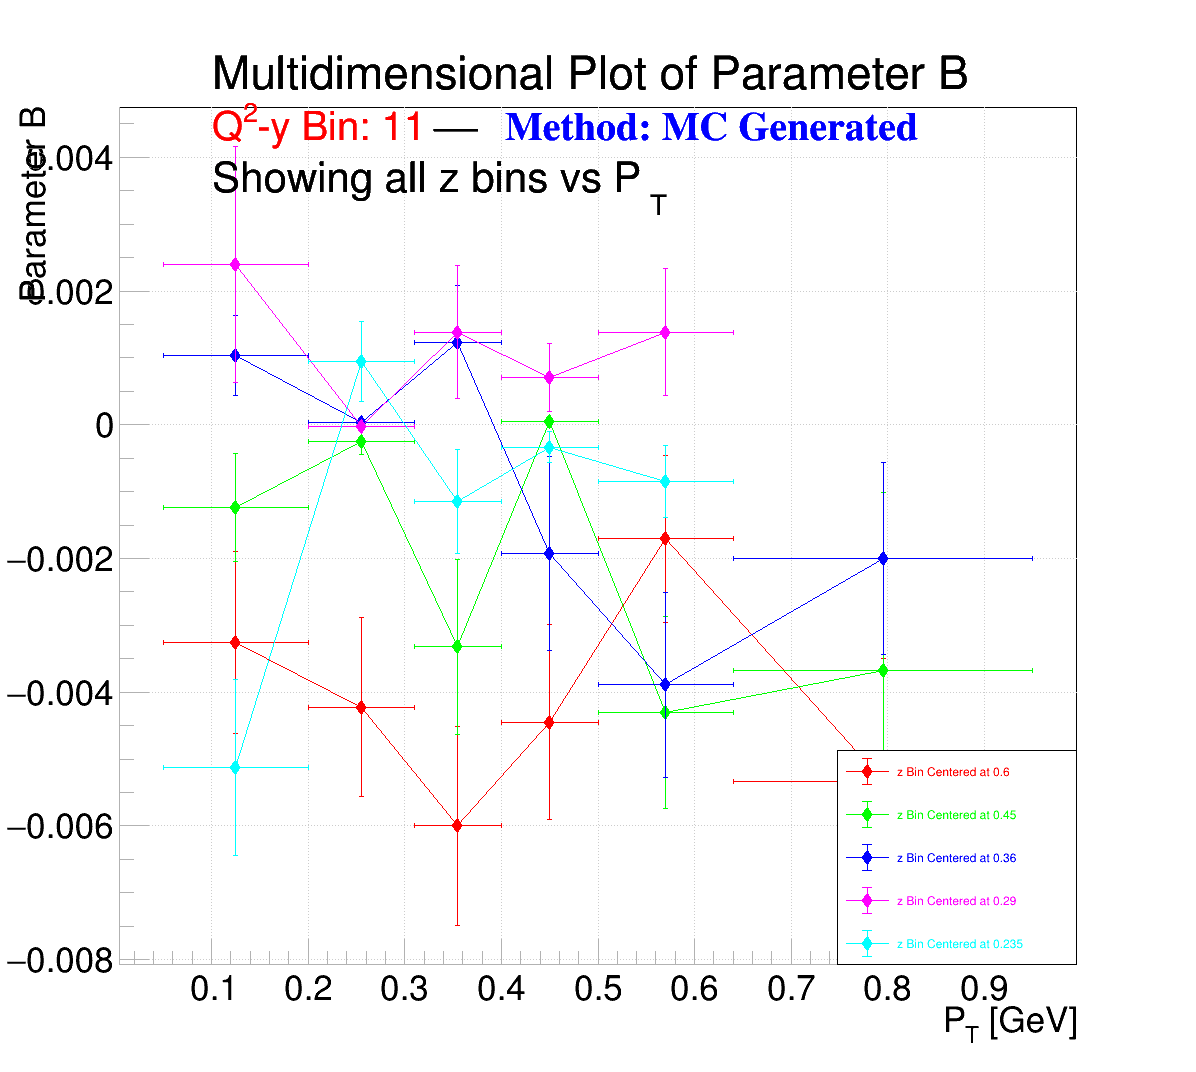 Multidimensional Plot of Parameter B
Q²-y Bin: 11 — Method: MC Generated
Showing all z bins vs P_T
Parameter B
0.004
0.002
0
−0.002
−0.004
−0.006
−0.008
z Bin Centered at 0.6
z Bin Centered at 0.45
z Bin Centered at 0.36
z Bin Centered at 0.29
z Bin Centered at 0.235
0.1 0.2 0.3 0.4 0.5 0.6 0.7 0.8 0.9
P_T [GeV]